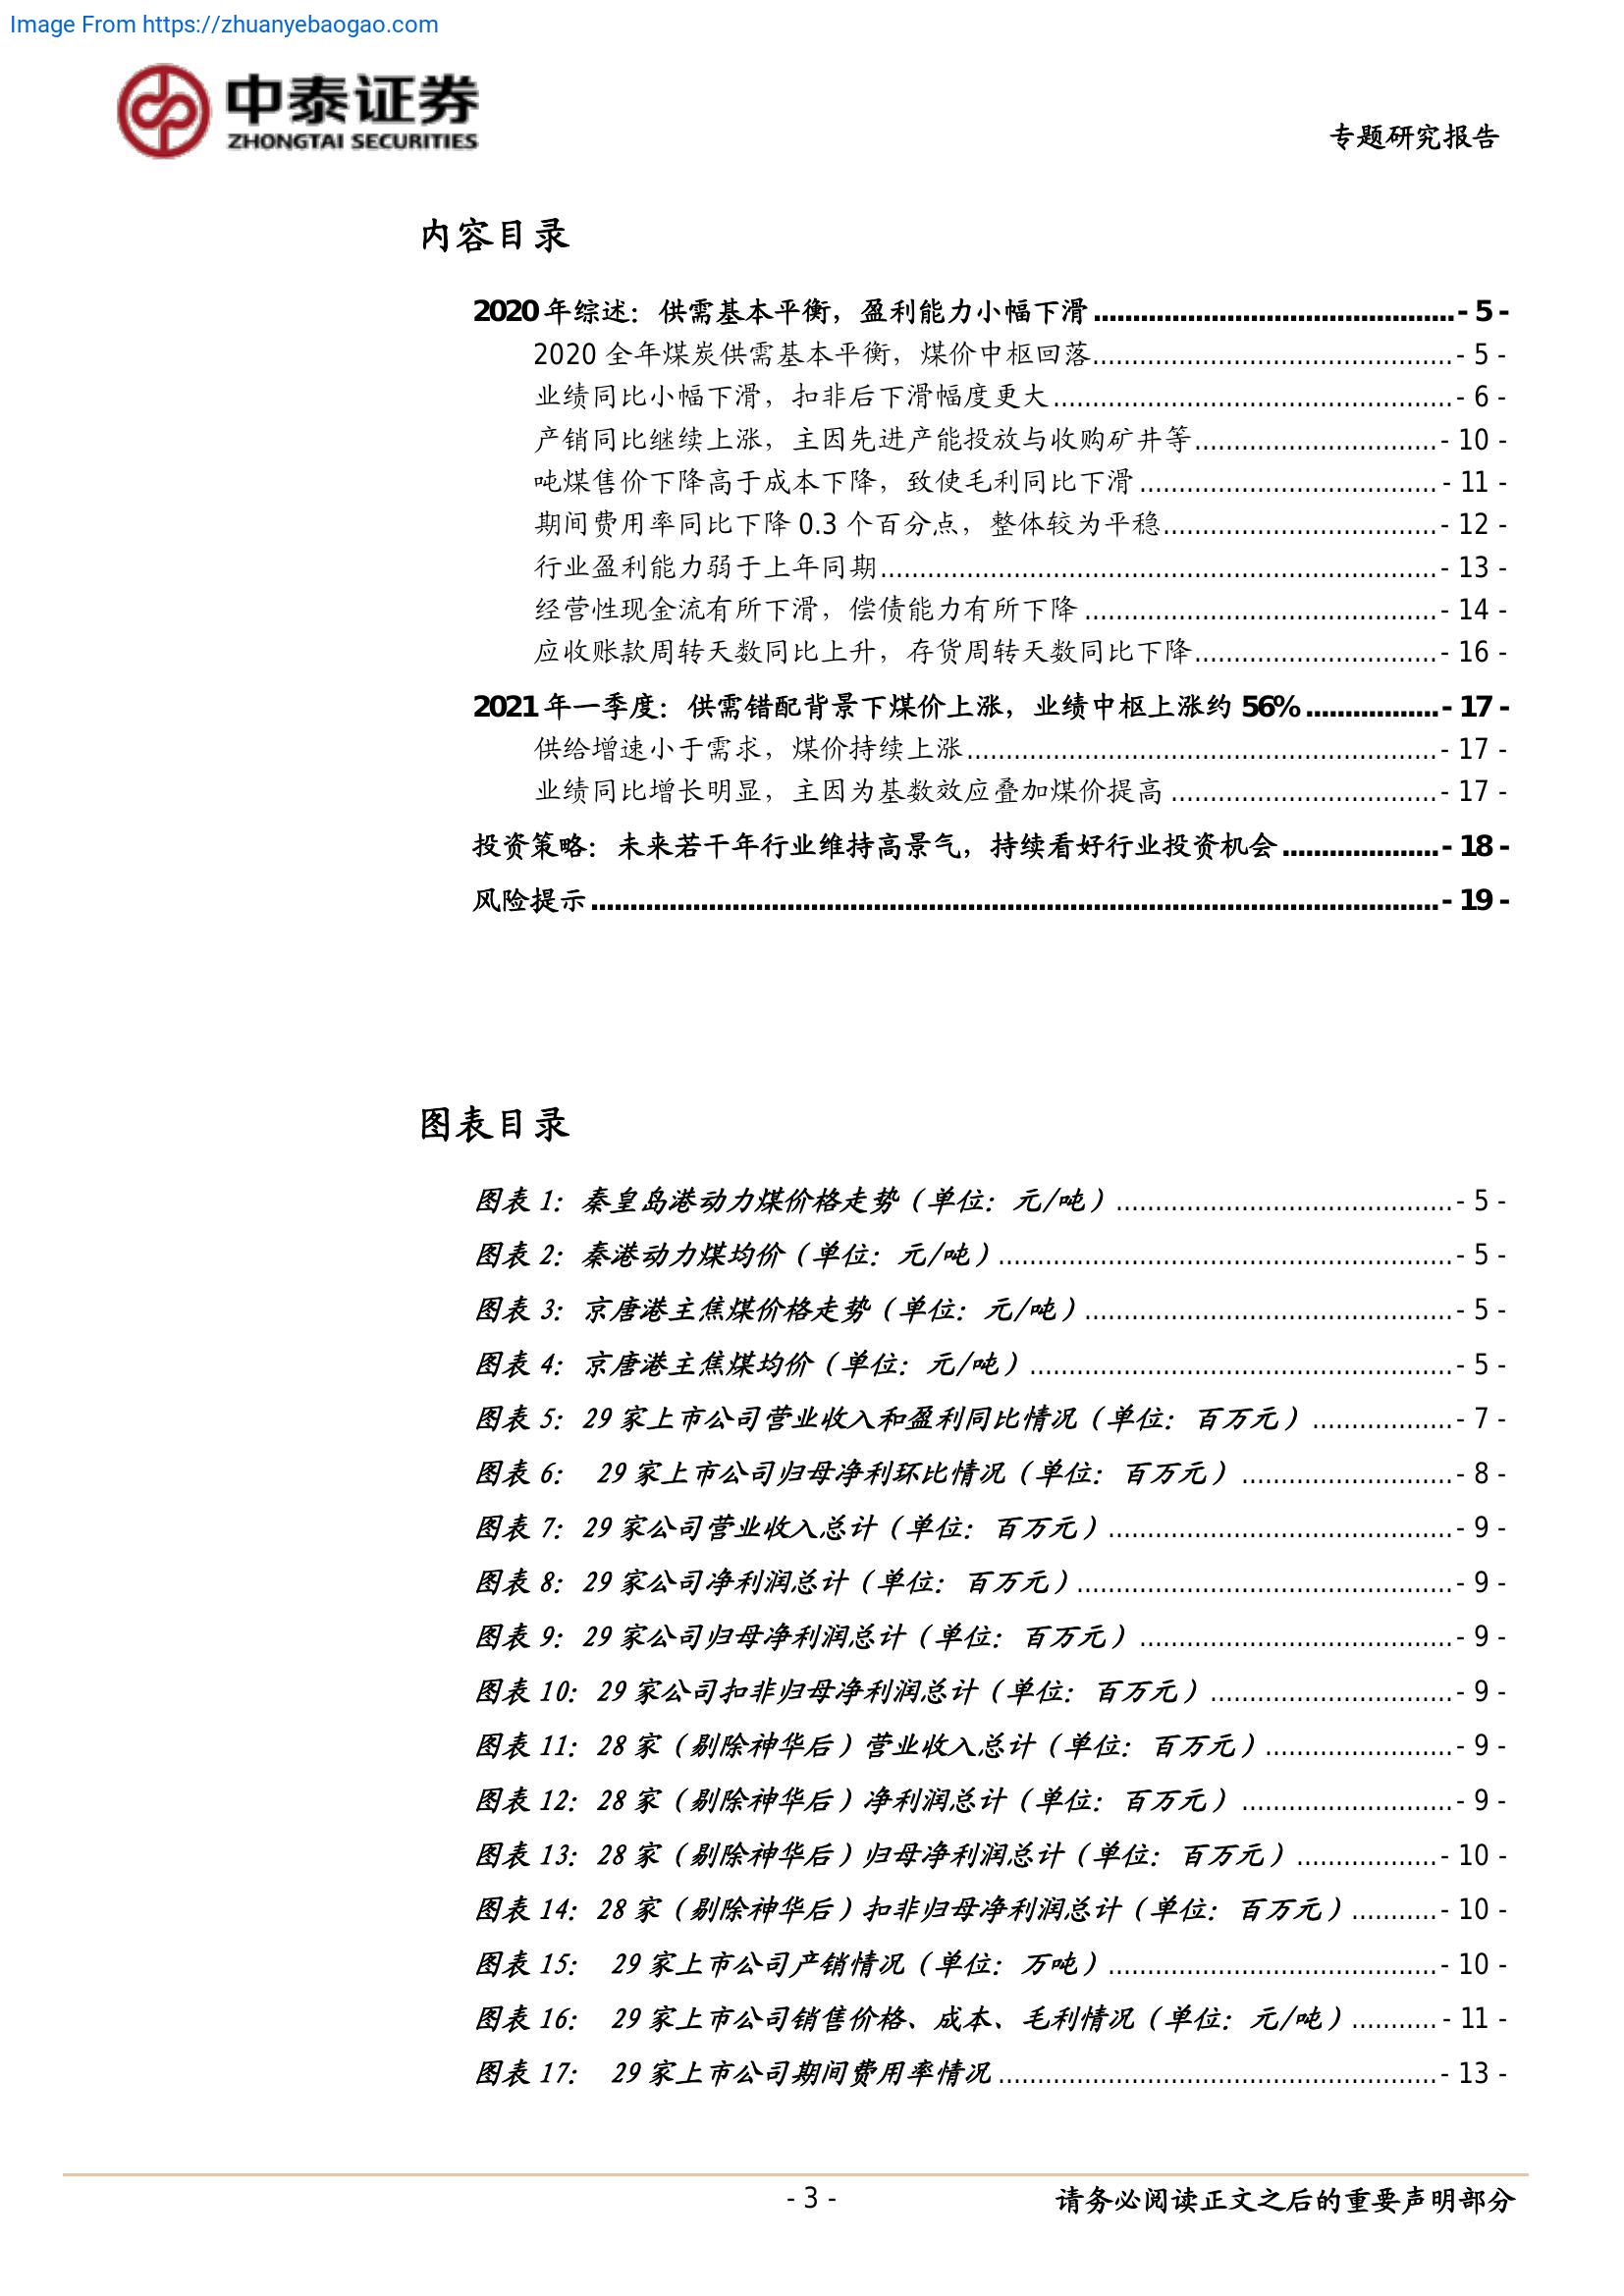 Image From https://zhuanyebaogao.com
中泰证券
ZHONGTAI SECURITIES
专题研究报告
内容目录
2020 年综述：供需基本平衡，盈利能力小幅下滑..............................................- 5 -
2020 全年煤炭供需基本平衡，煤价中枢回落..............................................- 5 -
业绩同比小幅下滑，扣非后下滑幅度更大...................................................- 6 -
产销同比继续上涨，主因先进产能投放与收购矿井等...............................- 10 -
吨煤售价下降高于成本下降，致使毛利同比下滑......................................- 11 -
期间费用率同比下降 0.3 个百分点，整体较为平稳...................................- 12 -
行业盈利能力弱于上年同期.......................................................................- 13 -
经营性现金流有所下滑，偿债能力有所下降.............................................- 14 -
应收账款周转天数同比上升，存货周转天数同比下降...............................- 16 -
2021 年一季度：供需错配背景下煤价上涨，业绩中枢上涨约 56%.................- 17 -
供给增速小于需求，煤价持续上涨............................................................- 17 -
业绩同比增长明显，主因为基数效应叠加煤价提高..................................- 17 -
投资策略：未来若干年行业维持高景气，持续看好行业投资机会....................- 18 -
风险提示............................................................................................................- 19 -
图表目录
图表 1：秦皇岛港动力煤价格走势（单位：元/吨）...........................................- 5 -
图表 2：秦港动力煤均价（单位：元/吨）..........................................................- 5 -
图表 3：京唐港主焦煤价格走势（单位：元/吨）...............................................- 5 -
图表 4：京唐港主焦煤均价（单位：元/吨）......................................................- 5 -
图表 5：29 家上市公司营业收入和盈利同比情况（单位：百万元）..................- 7 -
图表 6： 29 家上市公司归母净利环比情况（单位：百万元）...........................- 8 -
图表 7：29 家公司营业收入总计（单位：百万元）............................................- 9 -
图表 8：29 家公司净利润总计（单位：百万元）................................................- 9 -
图表 9：29 家公司归母净利润总计（单位：百万元）........................................- 9 -
图表 10：29 家公司扣非归母净利润总计（单位：百万元）...............................- 9 -
图表 11：28 家（剔除神华后）营业收入总计（单位：百万元）........................- 9 -
图表 12：28 家（剔除神华后）净利润总计（单位：百万元）...........................- 9 -
图表 13：28 家（剔除神华后）归母净利润总计（单位：百万元）..................- 10 -
图表 14：28 家（剔除神华后）扣非归母净利润总计（单位：百万元）...........- 10 -
图表 15： 29 家上市公司产销情况（单位：万吨）..........................................- 10 -
图表 16： 29 家上市公司销售价格、成本、毛利情况（单位：元/吨）...........- 11 -
图表 17： 29 家上市公司期间费用率情况........................................................- 13 -
- 3 -
请务必阅读正文之后的重要声明部分